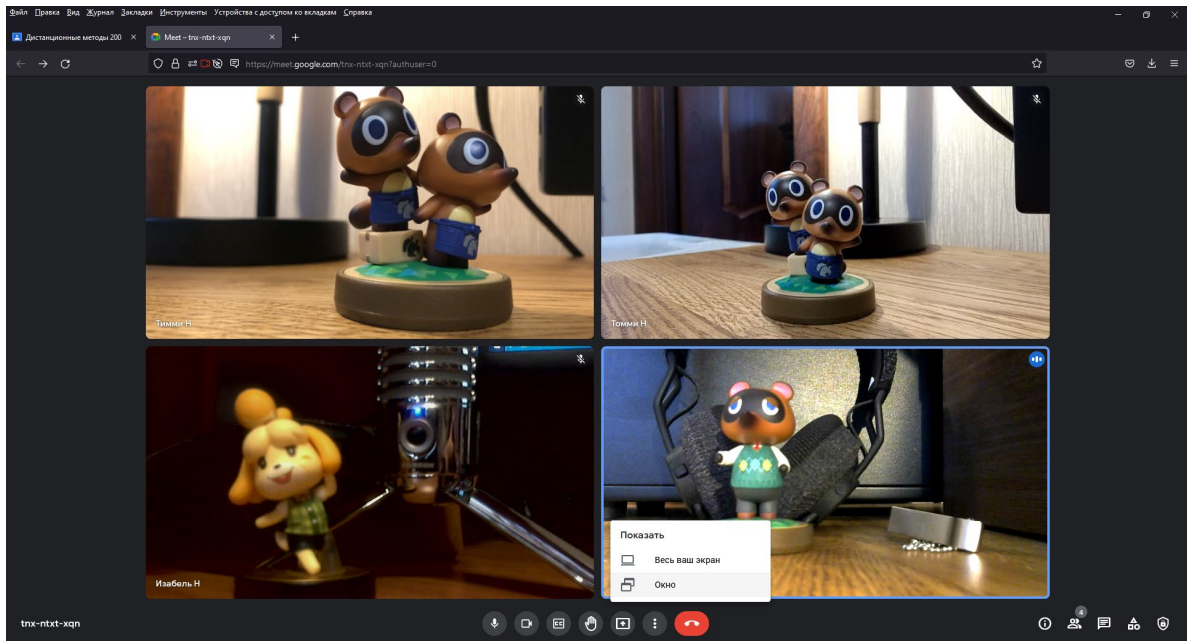 Файл Правка Вид Журнал Закладки Инструменты Устройства с доступом ко вкладкам Справка
Дистанционные методы 200
Meet – tnx-ntxt-xqn
https://meet.google.com/tnx-ntxt-xqn?authuser=0
Тимми Н
Томми Н
Изабель Н
Показать
Весь ваш экран
Окно
tnx-ntxt-xqn
CC
4